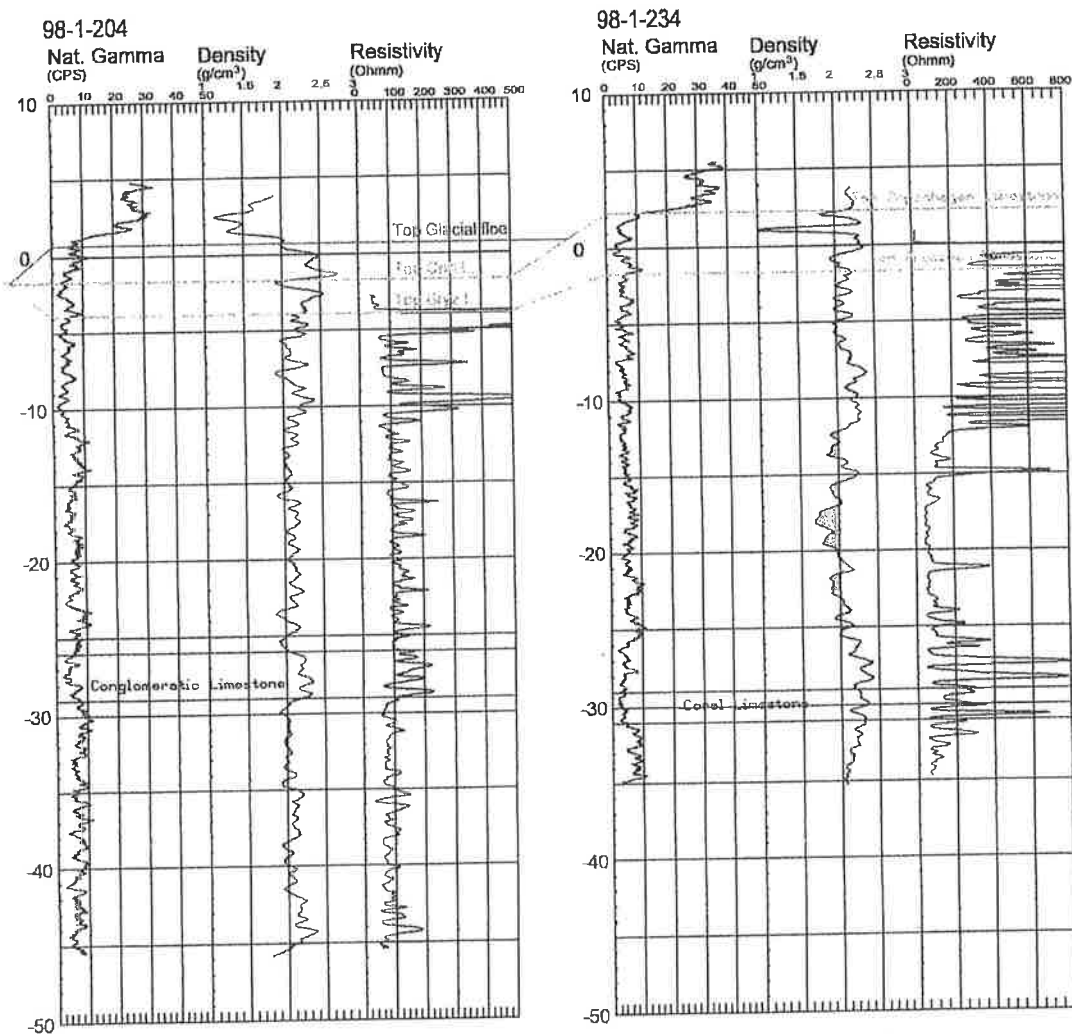 98-1-204
Nat. Gamma Density Resistivity
(CPS) (g/cm³) (Ohmm)
0 10 20 30 40 50 1 1.5 2 2.5 3 0 100 200 300 400 500
10
Top Glacial floe
0
Top
Top
-10
-20
Conglomeratic Limestone
-30
-40
-50
98-1-234
Nat. Gamma Density Resistivity
(CPS) (g/cm³) (Ohmm)
0 10 20 30 40 50 1 1.5 2 2.5 3 200 400 600 800
10
Top Copenhagen Limestone
0
-10
-20
-30
Limestone
-40
-50